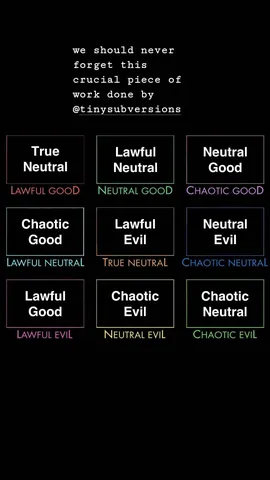 we should never
forget this
crucial piece of
work done by
@tinysubversions
True
Neutral
LAWFUL GOOD
Lawful
Neutral
NEUTRAL GOOD
Neutral
Good
CHAOTIC GOOD
Chaotic
Good
LAWFUL NEUTRAL
Lawful
Evil
TRUE NEUTRAL
Neutral
Evil
CHAOTIC NEUTRAL
Lawful
Good
LAWFUL EVIL
Chaotic
Evil
NEUTRAL EVIL
Chaotic
Neutral
CHAOTIC EVIL